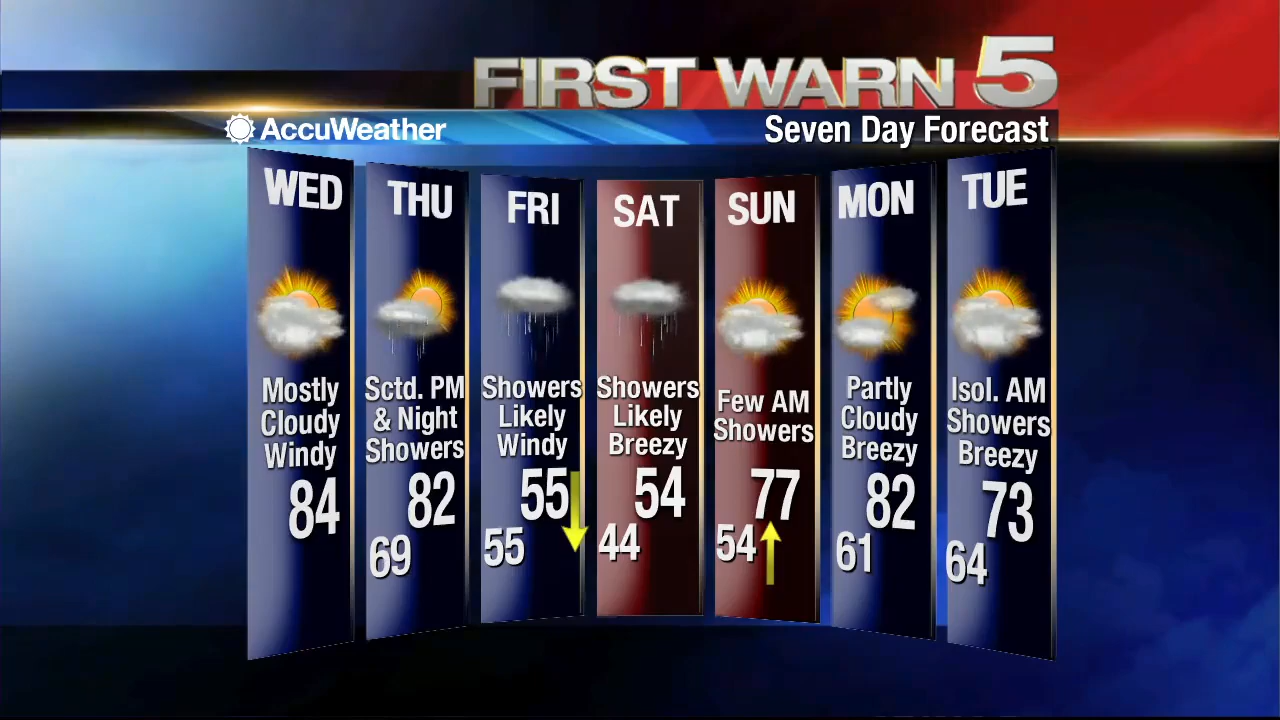 FIRST WARN 5
AccuWeather
Seven Day Forecast
WED
Mostly
Cloudy
Windy
84
THU
Sctd. PM
& Night
Showers
82
69
FRI
Showers
Likely
Windy
55
55
SAT
Showers
Likely
Breezy
54
44
SUN
Few AM
Showers
77
54
MON
Partly
Cloudy
Breezy
82
61
TUE
Isol. AM
Showers
Breezy
73
64